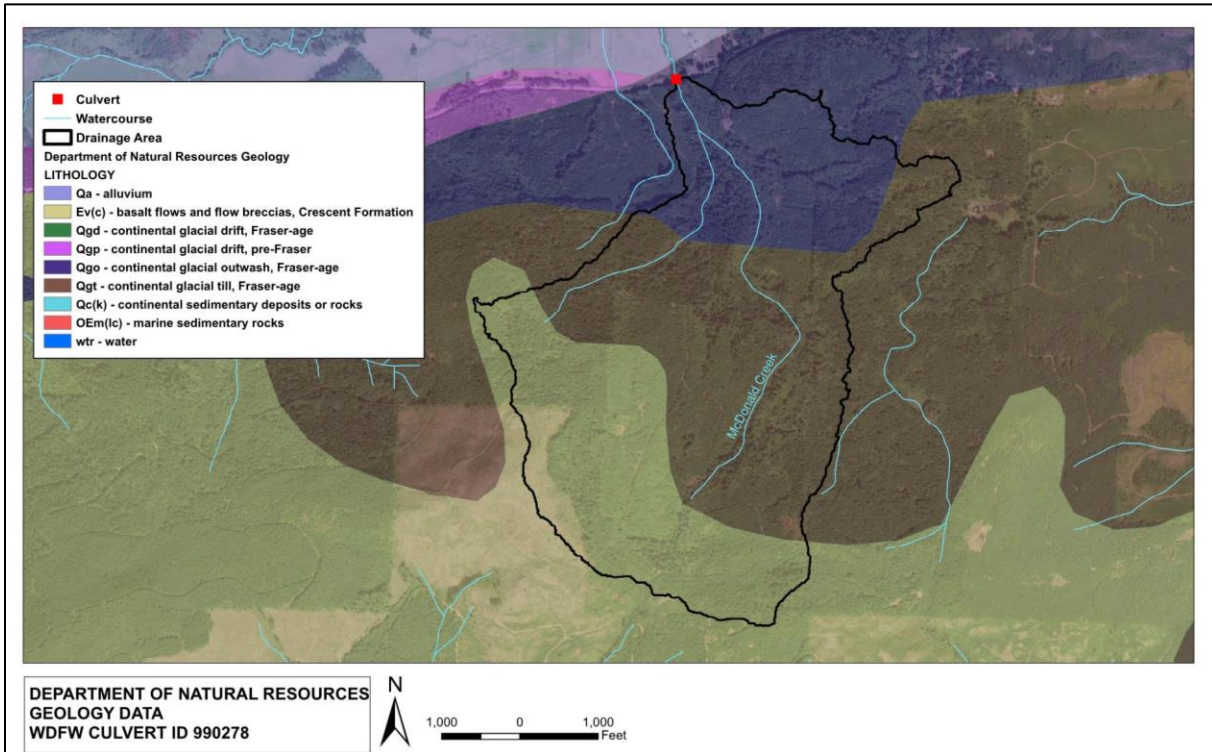 Culvert
Watercourse
Drainage Area
Department of Natural Resources Geology
LITHOLOGY
Qa - alluvium
Ev(c) - basalt flows and flow breccias, Crescent Formation
Qgd - continental glacial drift, Fraser-age
Qgp - continental glacial drift, pre-Fraser
Qgo - continental glacial outwash, Fraser-age
Qgt - continental glacial till, Fraser-age
Qc(k) - continental sedimentary deposits or rocks
OEm(lc) - marine sedimentary rocks
wtr - water
McDonald Creek
DEPARTMENT OF NATURAL RESOURCES
GEOLOGY DATA
WDFW CULVERT ID 990278
N
1,000 0 1,000
Feet